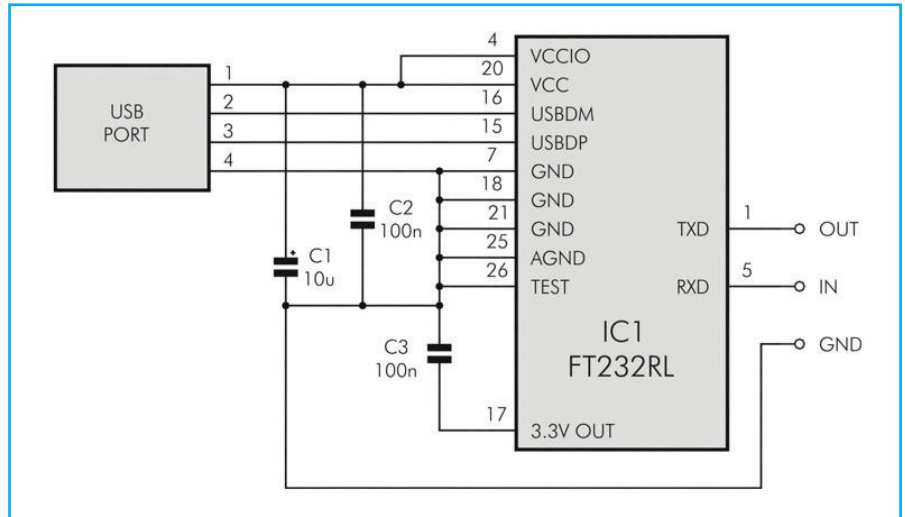 USB
PORT
1
2
3
4
4
20
16
15
7
18
21
25
26
17
VCCIO
VCC
USBDM
USBDP
GND
GND
GND
AGND
TEST
3.3V OUT
TXD
RXD
1
5
OUT
IN
GND
C1
10u
C2
100n
C3
100n
IC1
FT232RL